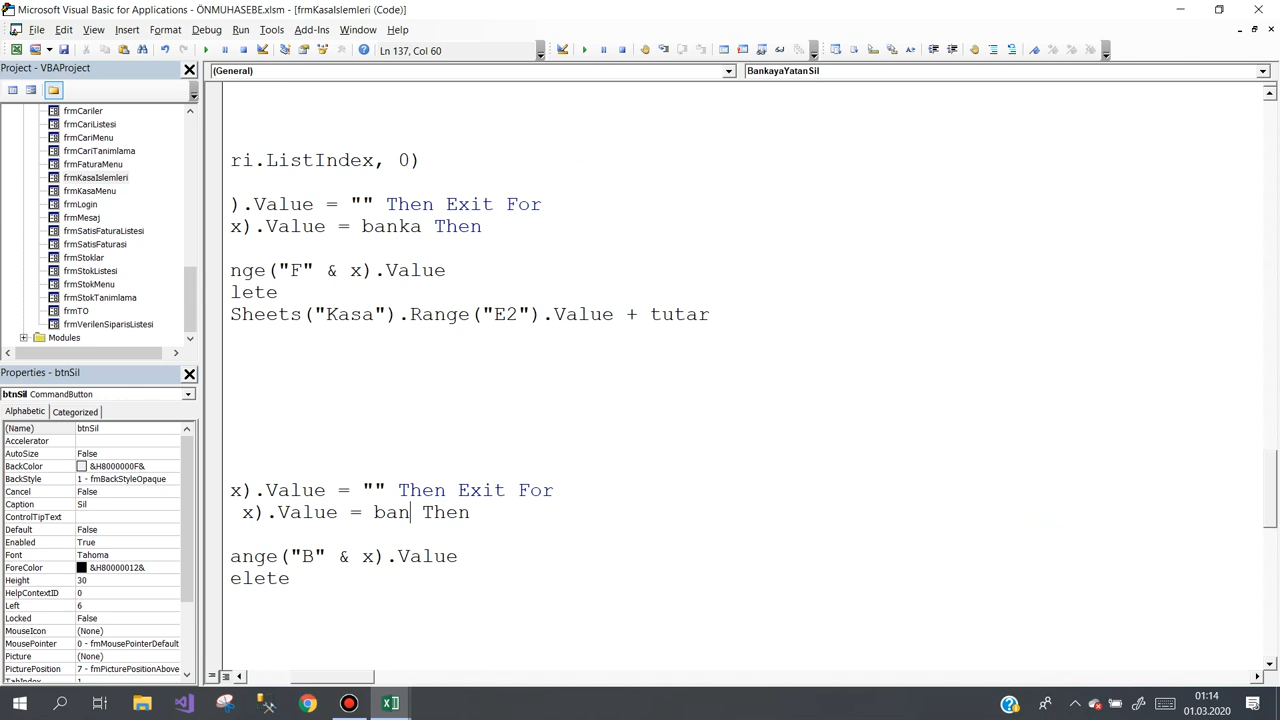 Microsoft Visual Basic for Applications - ÖNMUHASEBE.xlsm - [frmKasaIslemleri (Code)]
File Edit View Insert Format Debug Run Tools Add-Ins Window Help
Ln 137, Col 60
Project - VBAProject
(General)
BankayaYatanSil
frmCariler
frmCariListesi
frmCariMenu
frmCariTanimlama
frmFaturaMenu
frmKasaIslemleri
frmKasaMenu
frmLogin
frmMesaj
frmSatisFaturaListesi
frmSatisFaturasi
frmStoklar
frmStokListesi
frmStokMenu
frmStokTanimlama
frmTO
frmVerilenSiparisListesi
Modules
Properties - btnSil
btnSil CommandButton
Alphabetic Categorized
(Name) btnSil
Accelerator
AutoSize False
BackColor &H8000000F&
BackStyle 1 - fmBackStyleOpaque
Cancel False
Caption Sil
ControlTipText
Default False
Enabled True
Font Tahoma
ForeColor &H80000012&
Height 30
HelpContextID 0
Left 6
Locked False
MouseIcon (None)
MousePointer 0 - fmMousePointerDefault
Picture (None)
PicturePosition 7 - fmPicturePositionAbove
TabIndex 1
ri.ListIndex, 0)
).Value = "" Then Exit For
x).Value = banka Then
nge("F" & x).Value
lete
Sheets("Kasa").Range("E2").Value + tutar
x).Value = "" Then Exit For
x).Value = ban Then
ange("B" & x).Value
elete
01:14
01.03.2020